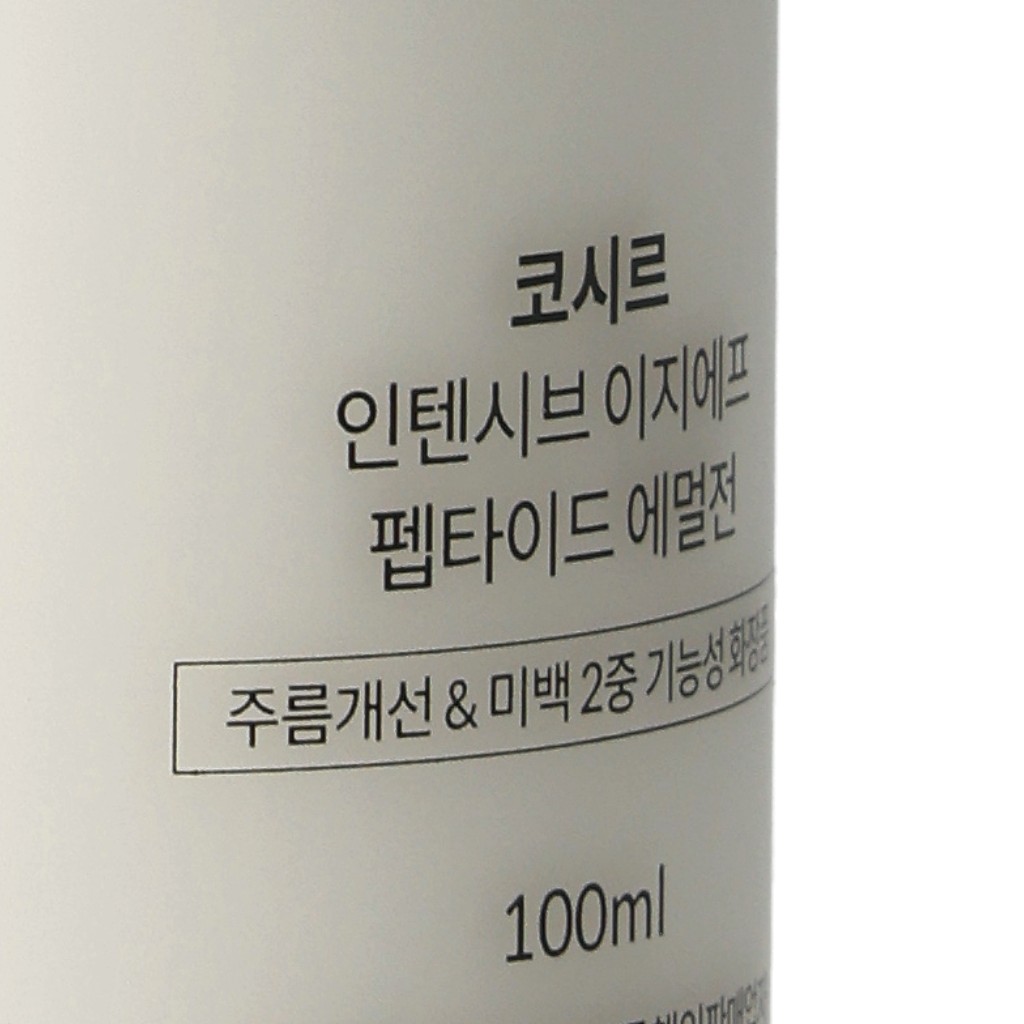 코시르
인텐시브 이지에프
펩타이드 에멀전
주름개선 & 미백 2중 기능성 화장품
100ml